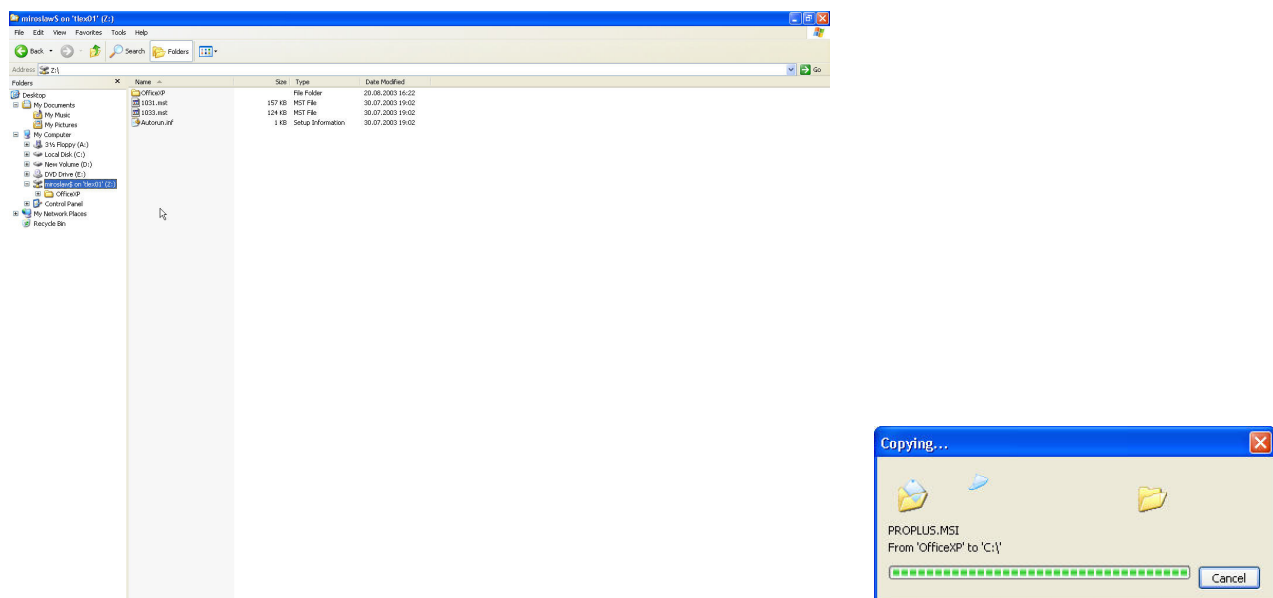 miroslaw$ on 'tlex01' (Z:)
File Edit View Favorites Tools Help
Back Search Folders
Address Z:\ Go
Folders Name Size Type Date Modified
Desktop
My Documents
My Music
My Pictures
My Computer
3½ Floppy (A:)
Local Disk (C:)
New Volume (D:)
DVD Drive (E:)
miroslaw$ on 'tlex01' (Z:)
OfficeXP
Control Panel
My Network Places
Recycle Bin
OfficeXP File Folder 20.08.2003 16:22
1031.mst 157 KB MST File 30.07.2003 19:02
1033.mst 124 KB MST File 30.07.2003 19:02
Autorun.inf 1 KB Setup Information 30.07.2003 19:02
Copying...
PROPLUS.MSI
From 'OfficeXP' to 'C:\'
Cancel